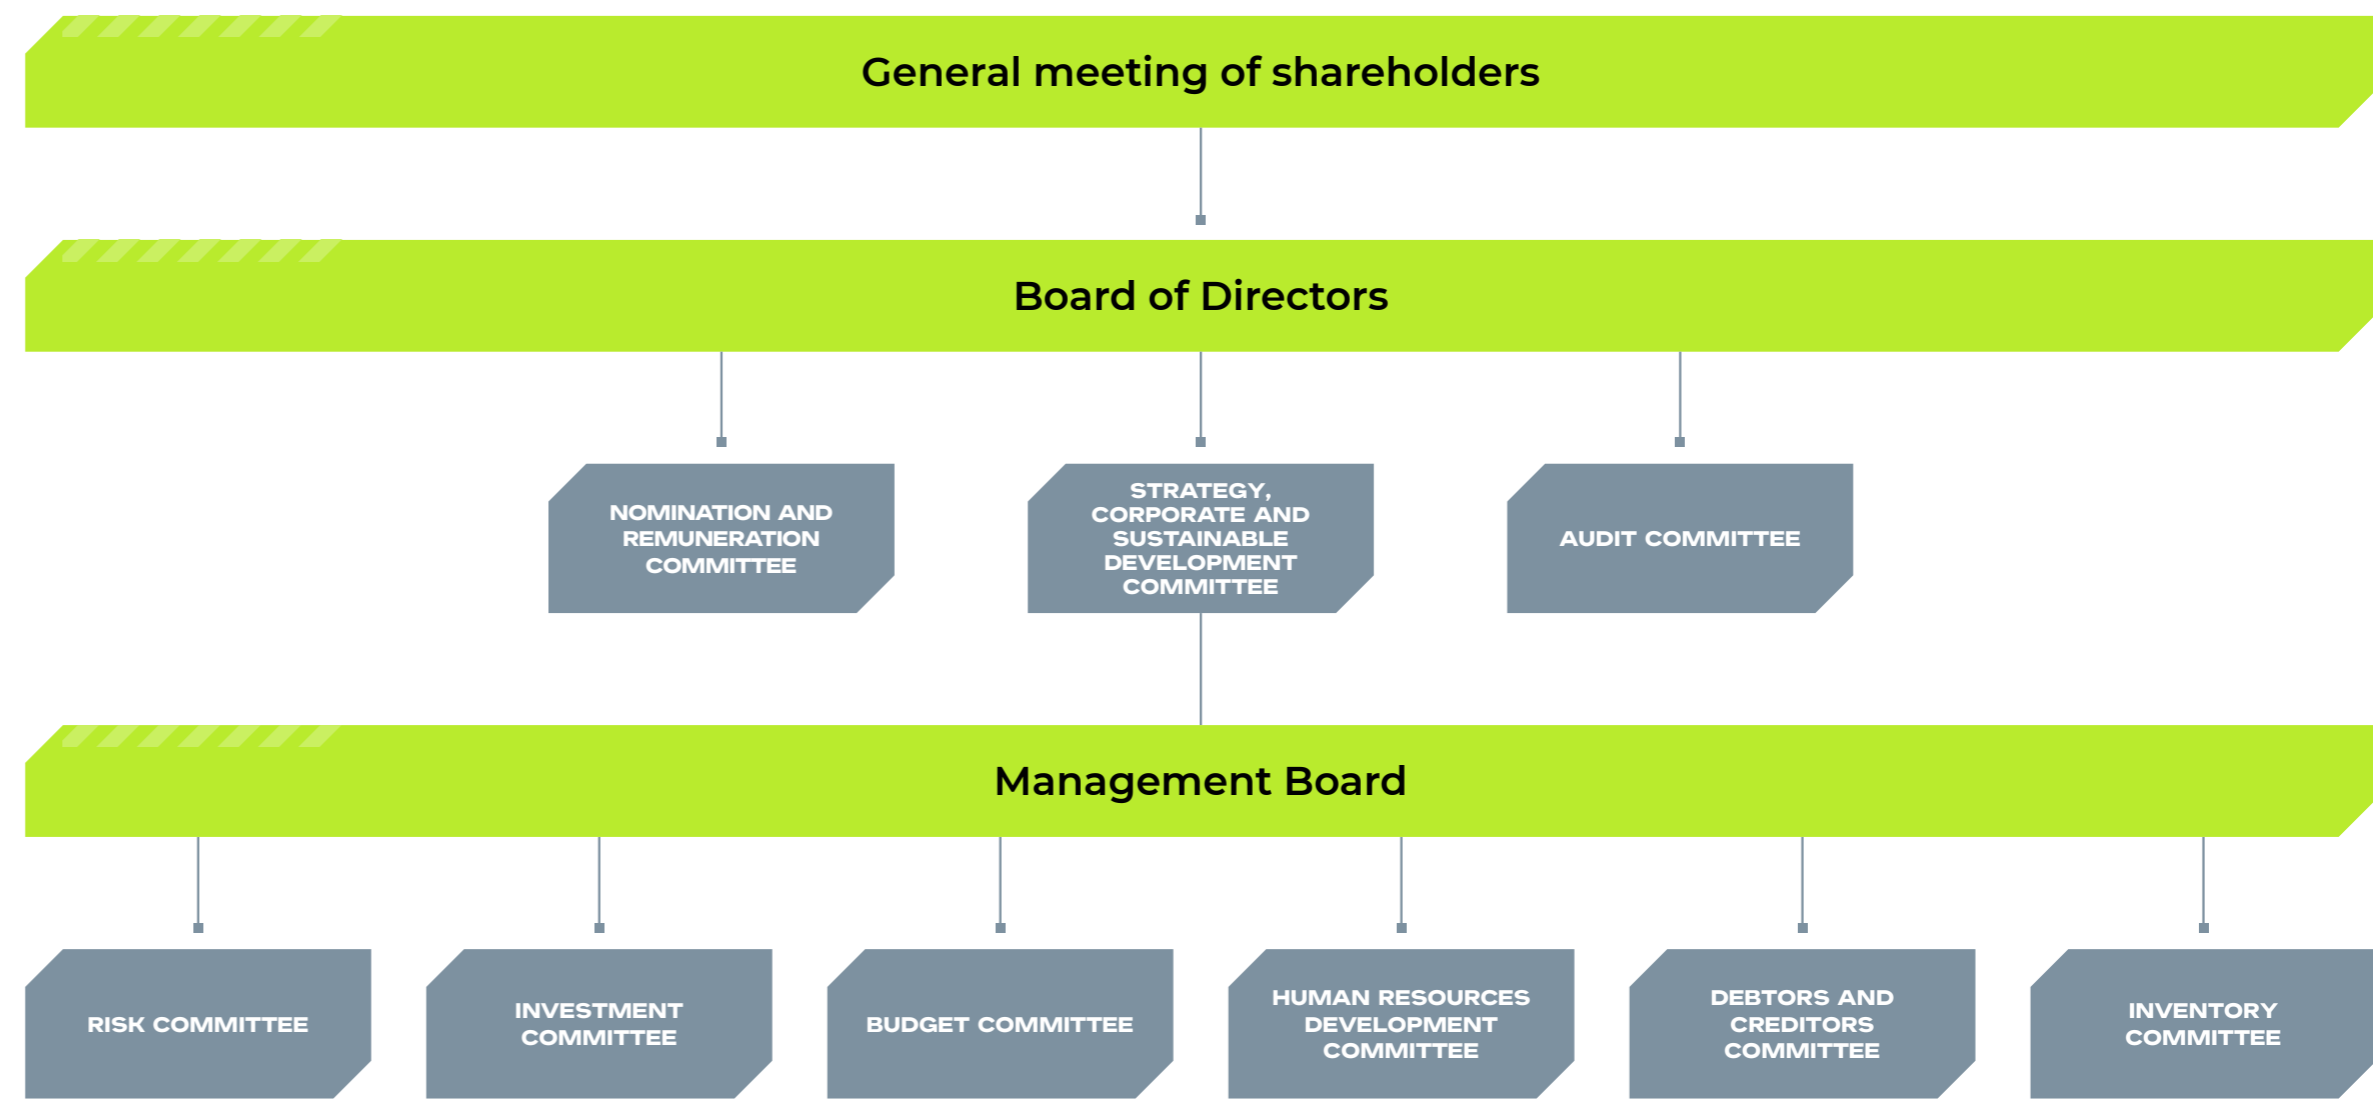 General meeting of shareholders
Board of Directors
NOMINATION AND
REMUNERATION
COMMITTEE
STRATEGY,
CORPORATE AND
SUSTAINABLE
DEVELOPMENT
COMMITTEE
AUDIT COMMITTEE
Management Board
RISK COMMITTEE
INVESTMENT
COMMITTEE
BUDGET COMMITTEE
HUMAN RESOURCES
DEVELOPMENT
COMMITTEE
DEBTORS AND
CREDITORS
COMMITTEE
INVENTORY
COMMITTEE